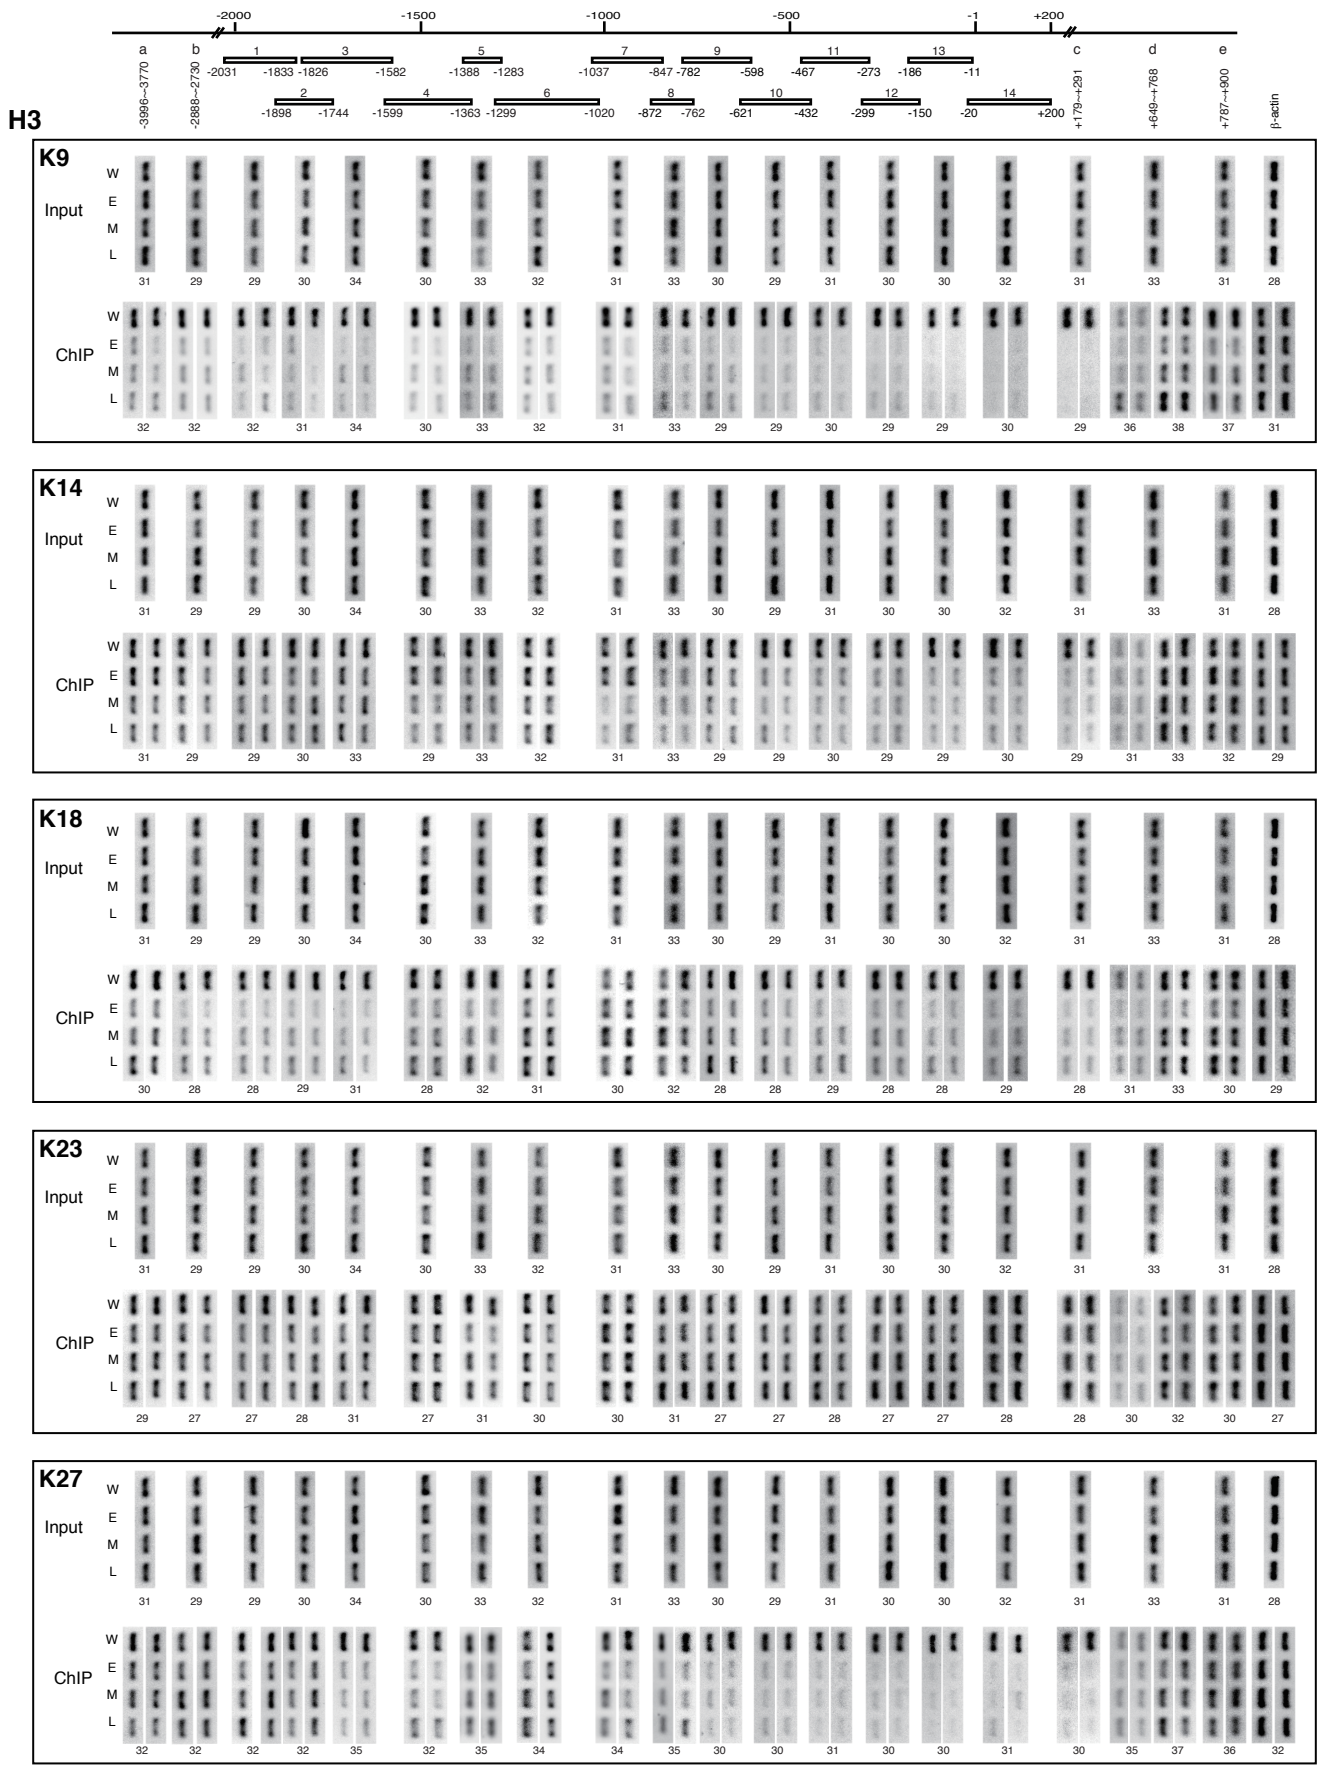 -2000 -1500 -1000 -500 -1 +200
a b 1 3 5 7 9 11 13 c d e
-2031 -1833 -1826 -1582 -1388 -1283 -1037 -847 -782 -598 -467 -273 -186 -11
2 4 6 8 10 12 14
-1898 -1744 -1599 -1363 -1299 -1020 -872 -762 -621 -432 -299 -150 -20 +200
-3996~-3770 -2888~-2730 +179~+291 +649~+768 +787~+900 β-actin
H3
K9
W
E
Input
M
L
31 29 29 30 34 30 33 32 31 33 30 29 31 30 30 32 31 33 31 28
W
E
ChIP
M
L
32 32 32 31 34 30 33 32 31 33 29 29 30 29 29 30 29 36 38 37 31
K14
W
E
Input
M
L
31 29 29 30 34 30 33 32 31 33 30 29 31 30 30 32 31 33 31 28
W
E
ChIP
M
L
31 29 29 30 33 29 33 32 31 33 29 29 30 29 29 30 29 31 33 32 29
K18
W
E
Input
M
L
31 29 29 30 34 30 33 32 31 33 30 29 31 30 30 32 31 33 31 28
W
E
ChIP
M
L
30 28 28 29 31 28 32 31 30 32 28 28 29 28 28 29 28 31 33 30 29
K23
W
E
Input
M
L
31 29 29 30 34 30 33 32 31 33 30 29 31 30 30 32 31 33 31 28
W
E
ChIP
M
L
29 27 27 28 31 27 31 30 30 31 27 27 28 27 27 28 28 30 32 30 27
K27
W
E
Input
M
L
31 29 29 30 34 30 33 32 31 33 30 29 31 30 30 32 31 33 31 28
W
E
ChIP
M
L
32 32 32 32 35 32 35 34 34 35 30 30 31 30 30 31 30 35 37 36 32